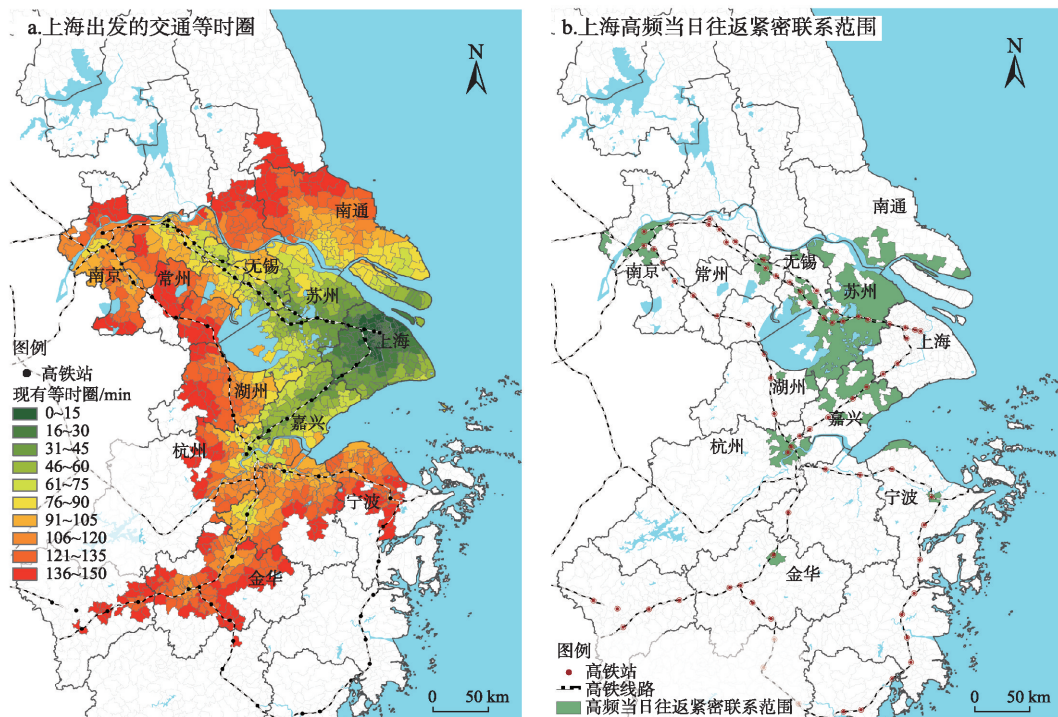 a.上海出发的交通等时圈
N
南通
无锡
常州
南京
苏州
上海
湖州
嘉兴
杭州
宁波
金华
图例
高铁站
现有等时圈/min
0~15
16~30
31~45
46~60
61~75
76~90
91~105
106~120
121~135
136~150
0 50 km
b.上海高频当日往返紧密联系范围
N
南通
无锡
常州
南京
苏州
上海
湖州
嘉兴
杭州
宁波
金华
图例
高铁站
高铁线路
高频当日往返紧密联系范围
0 50 km